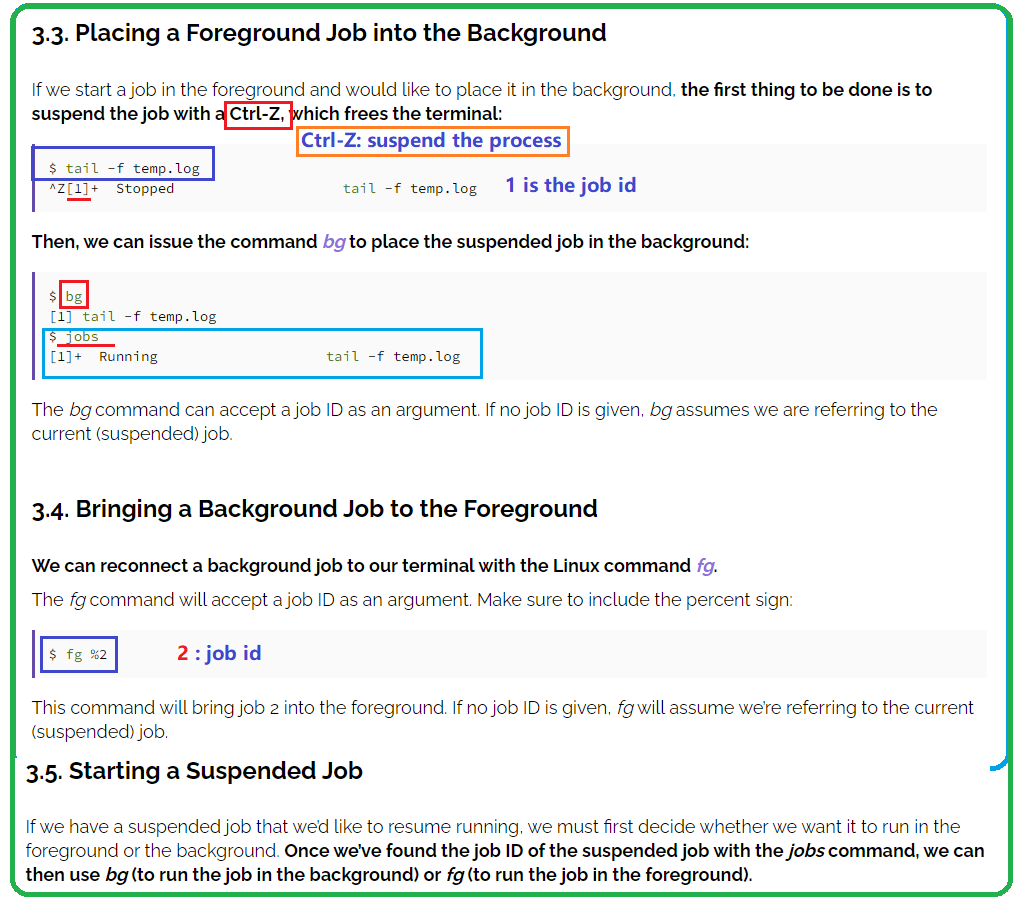 3.3. Placing a Foreground Job into the Background
If we start a job in the foreground and would like to place it in the background, the first thing to be done is to
suspend the job with a Ctrl-Z, which frees the terminal:
Ctrl-Z: suspend the process
$ tail -f temp.log
^Z[1]+  Stopped                    tail -f temp.log
1 is the job id
Then, we can issue the command bg to place the suspended job in the background:
$ bg
[1] tail -f temp.log
$ jobs
[1]+  Running                    tail -f temp.log
The bg command can accept a job ID as an argument. If no job ID is given, bg assumes we are referring to the
current (suspended) job.
3.4. Bringing a Background Job to the Foreground
We can reconnect a background job to our terminal with the Linux command fg.
The fg command will accept a job ID as an argument. Make sure to include the percent sign:
$ fg %2
2 : job id
This command will bring job 2 into the foreground. If no job ID is given, fg will assume we're referring to the current
(suspended) job.
3.5. Starting a Suspended Job
If we have a suspended job that we'd like to resume running, we must first decide whether we want it to run in the
foreground or the background. Once we've found the job ID of the suspended job with the jobs command, we can
then use bg (to run the job in the background) or fg (to run the job in the foreground).